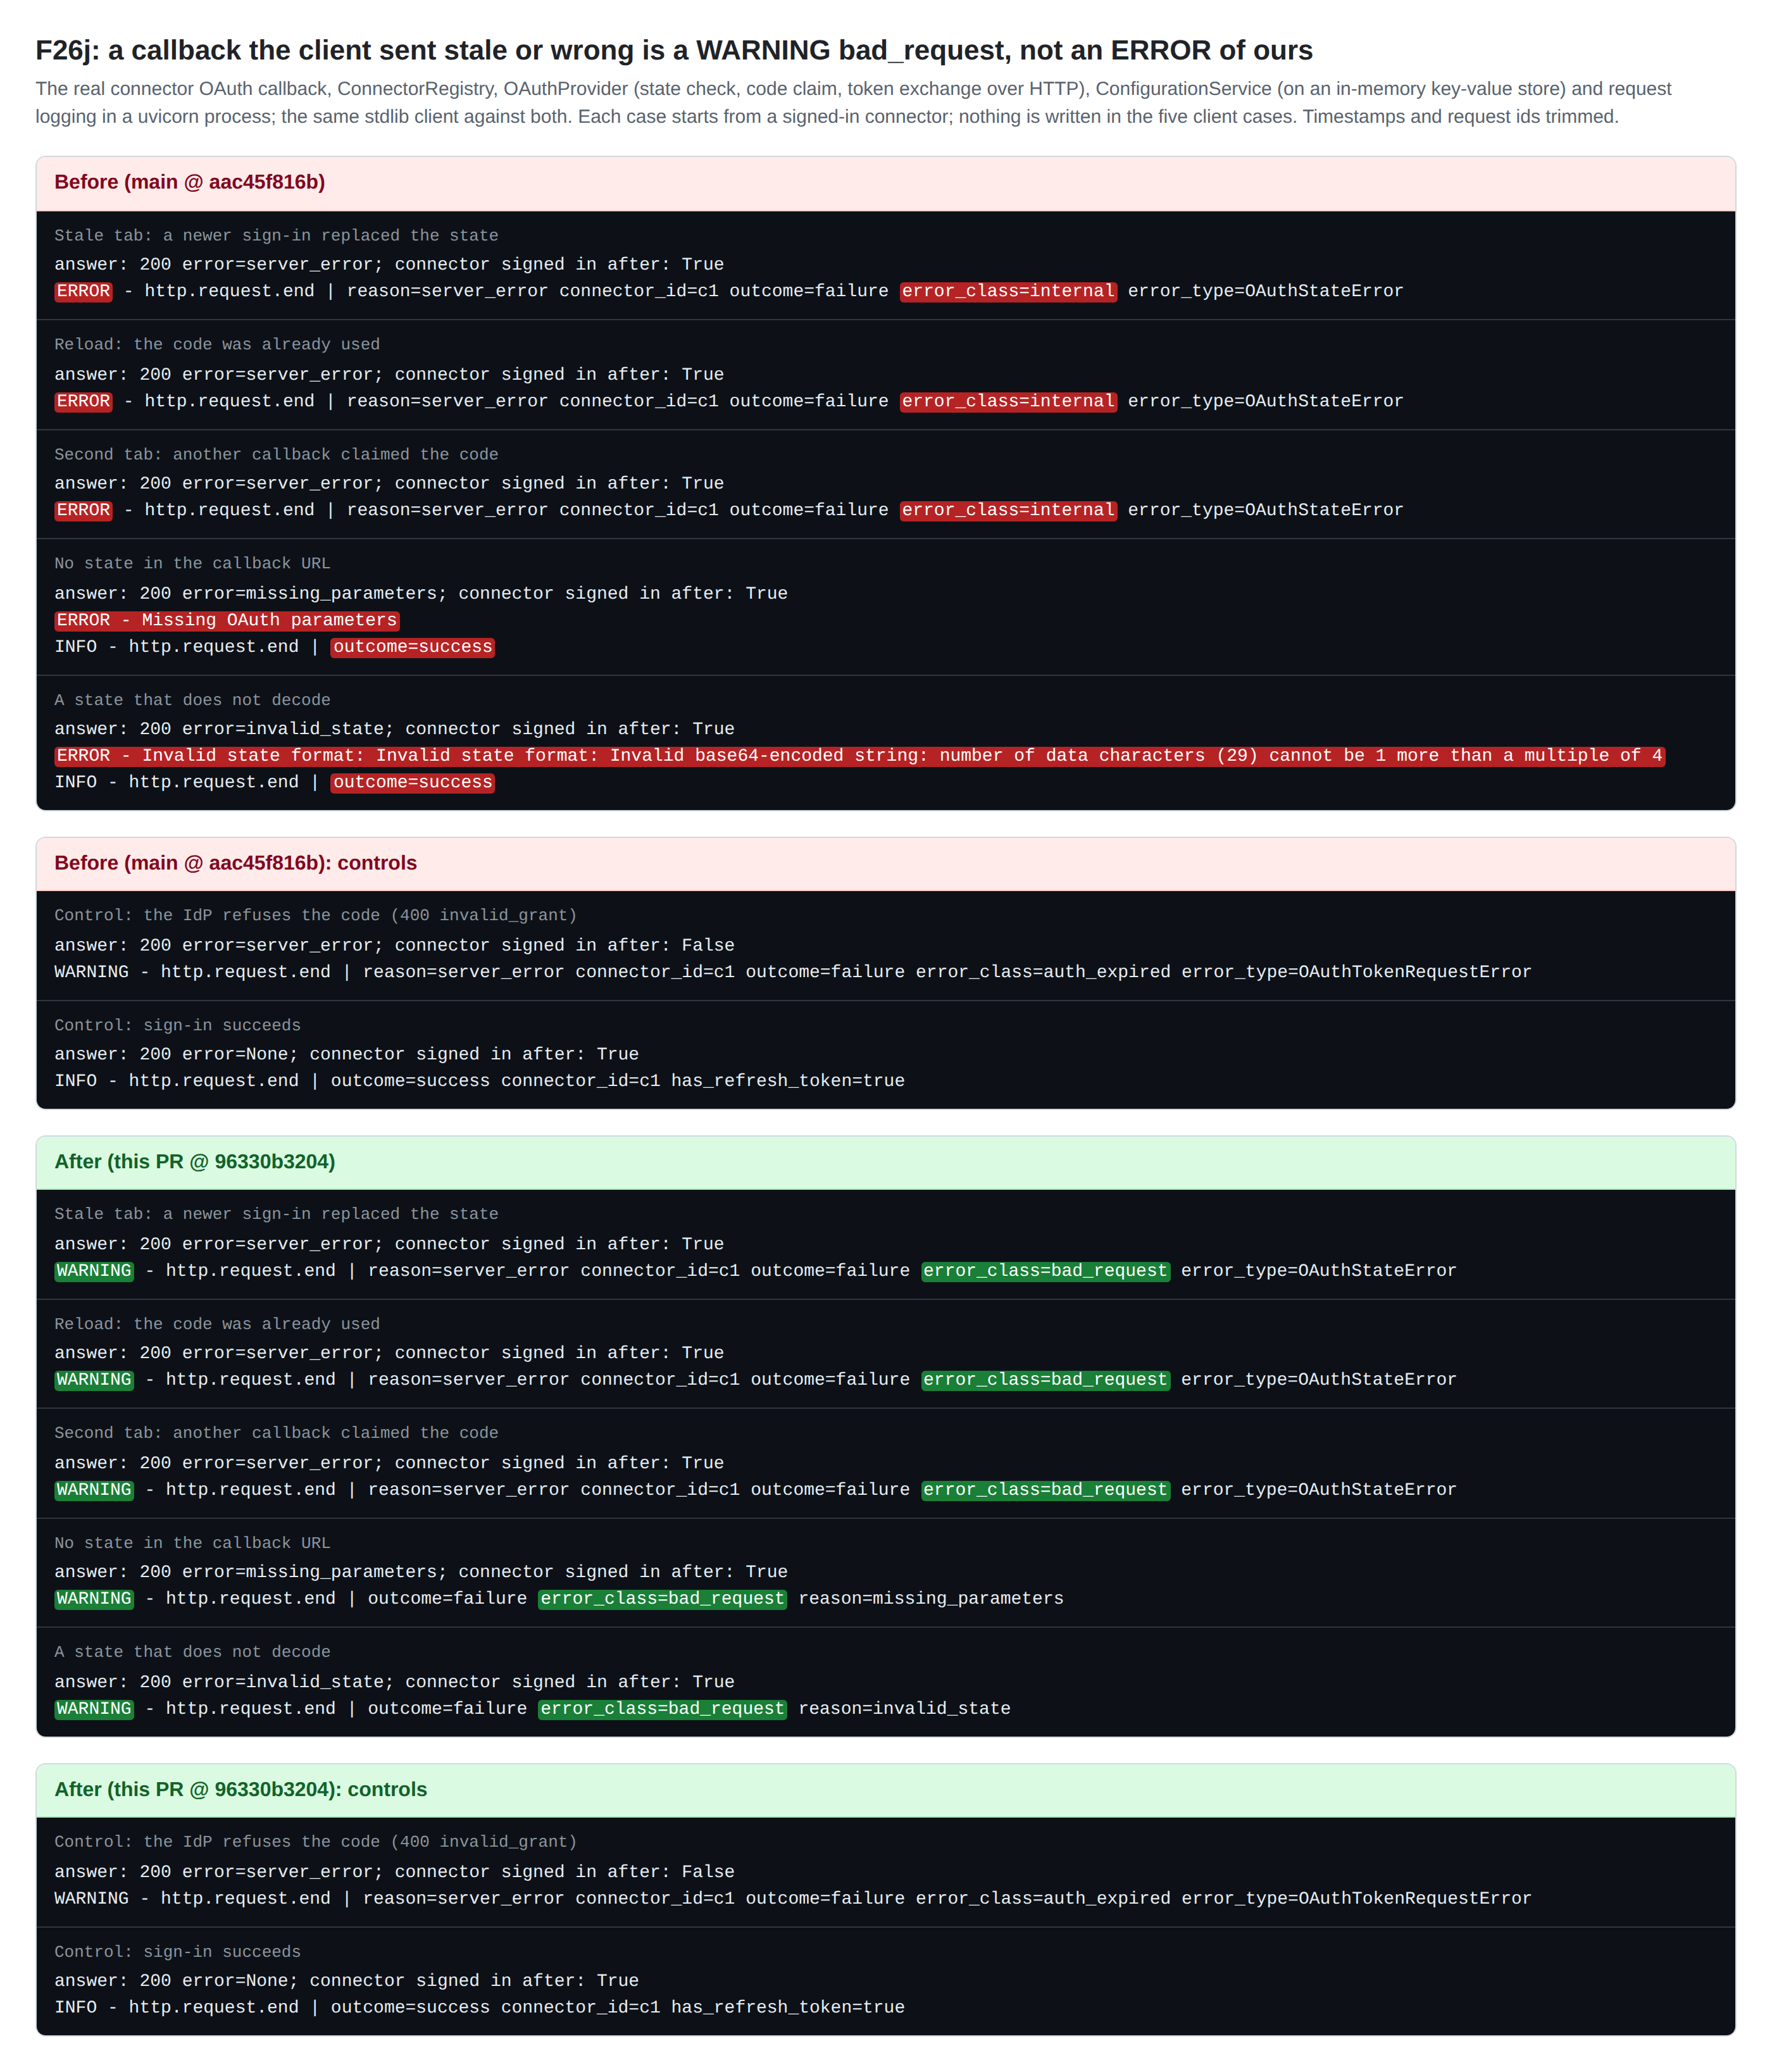 F26j: a callback the client sent stale or wrong is a WARNING bad_request, not an ERROR of ours
The real connector OAuth callback, ConnectorRegistry, OAuthProvider (state check, code claim, token exchange over HTTP), ConfigurationService (on an in-memory key-value store) and request
logging in a uvicorn process; the same stdlib client against both. Each case starts from a signed-in connector; nothing is written in the five client cases. Timestamps and request ids trimmed.
Before (main @ aac45f816b)
Stale tab: a newer sign-in replaced the state
answer: 200 error=server_error; connector signed in after: True
ERROR - http.request.end | reason=server_error connector_id=c1 outcome=failure error_class=internal error_type=OAuthStateError
Reload: the code was already used
answer: 200 error=server_error; connector signed in after: True
ERROR - http.request.end | reason=server_error connector_id=c1 outcome=failure error_class=internal error_type=OAuthStateError
Second tab: another callback claimed the code
answer: 200 error=server_error; connector signed in after: True
ERROR - http.request.end | reason=server_error connector_id=c1 outcome=failure error_class=internal error_type=OAuthStateError
No state in the callback URL
answer: 200 error=missing_parameters; connector signed in after: True
ERROR - Missing OAuth parameters
INFO - http.request.end | outcome=success
A state that does not decode
answer: 200 error=invalid_state; connector signed in after: True
ERROR - Invalid state format: Invalid state format: Invalid base64-encoded string: number of data characters (29) cannot be 1 more than a multiple of 4
INFO - http.request.end | outcome=success
Before (main @ aac45f816b): controls
Control: the IdP refuses the code (400 invalid_grant)
answer: 200 error=server_error; connector signed in after: False
WARNING - http.request.end | reason=server_error connector_id=c1 outcome=failure error_class=auth_expired error_type=OAuthTokenRequestError
Control: sign-in succeeds
answer: 200 error=None; connector signed in after: True
INFO - http.request.end | outcome=success connector_id=c1 has_refresh_token=true
After (this PR @ 96330b3204)
Stale tab: a newer sign-in replaced the state
answer: 200 error=server_error; connector signed in after: True
WARNING - http.request.end | reason=server_error connector_id=c1 outcome=failure error_class=bad_request error_type=OAuthStateError
Reload: the code was already used
answer: 200 error=server_error; connector signed in after: True
WARNING - http.request.end | reason=server_error connector_id=c1 outcome=failure error_class=bad_request error_type=OAuthStateError
Second tab: another callback claimed the code
answer: 200 error=server_error; connector signed in after: True
WARNING - http.request.end | reason=server_error connector_id=c1 outcome=failure error_class=bad_request error_type=OAuthStateError
No state in the callback URL
answer: 200 error=missing_parameters; connector signed in after: True
WARNING - http.request.end | outcome=failure error_class=bad_request reason=missing_parameters
A state that does not decode
answer: 200 error=invalid_state; connector signed in after: True
WARNING - http.request.end | outcome=failure error_class=bad_request reason=invalid_state
After (this PR @ 96330b3204): controls
Control: the IdP refuses the code (400 invalid_grant)
answer: 200 error=server_error; connector signed in after: False
WARNING - http.request.end | reason=server_error connector_id=c1 outcome=failure error_class=auth_expired error_type=OAuthTokenRequestError
Control: sign-in succeeds
answer: 200 error=None; connector signed in after: True
INFO - http.request.end | outcome=success connector_id=c1 has_refresh_token=true